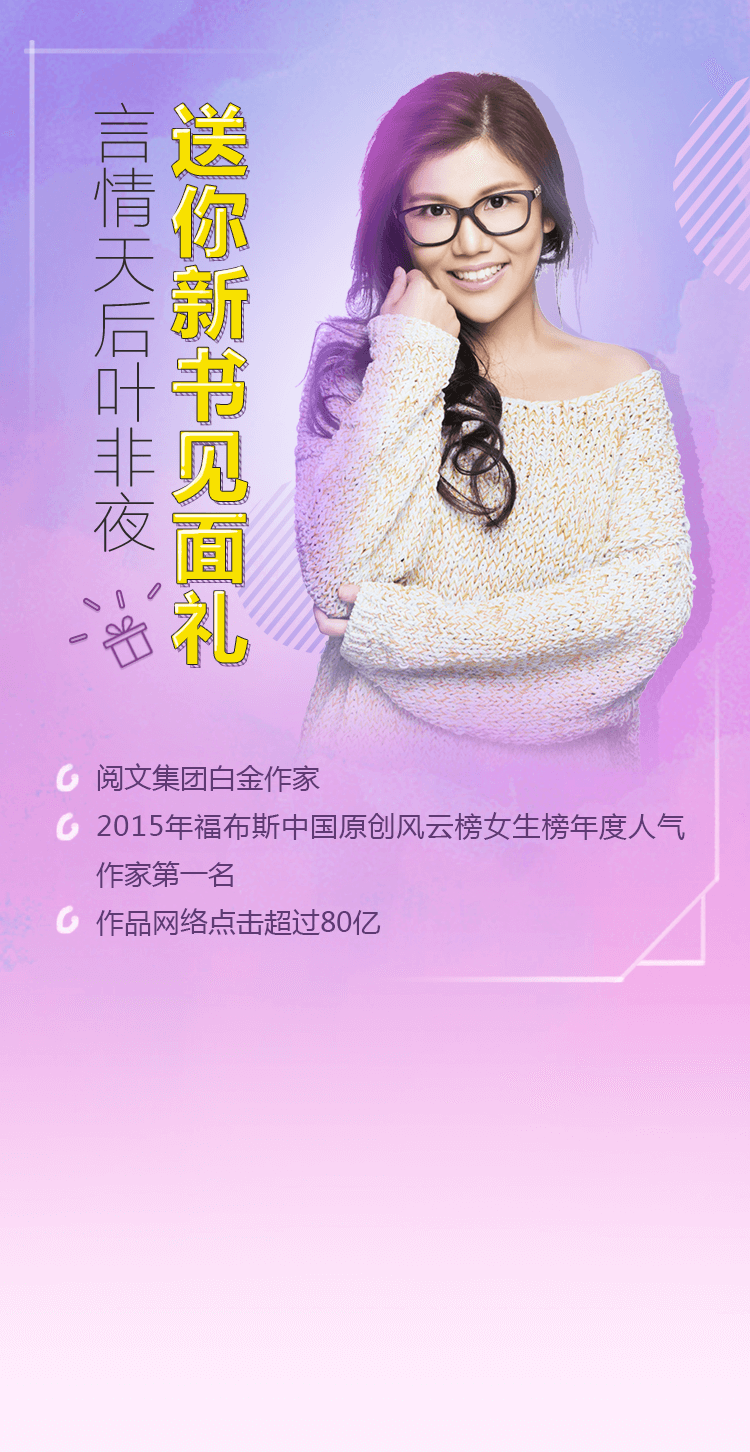 言情天后叶非夜
送你新书见面礼
阅文集团白金作家
2015年福布斯中国原创风云榜女生榜年度人气
作家第一名
作品网络点击超过80亿